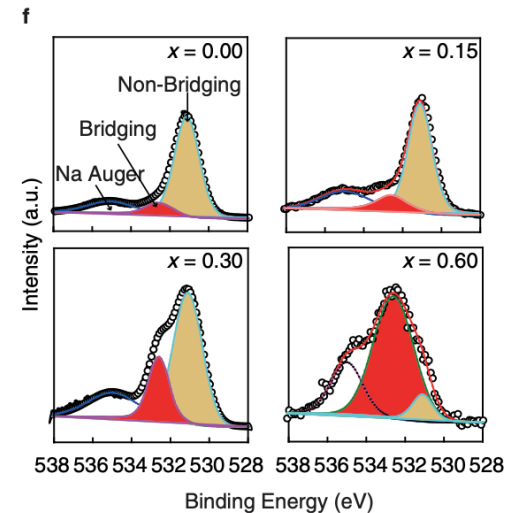 f
x = 0.00
Non-Bridging
Bridging
Na Auger
x = 0.15
x = 0.30
x = 0.60
Intensity (a.u.)
538 536 534 532 530 528
538 536 534 532 530 528
Binding Energy (eV)